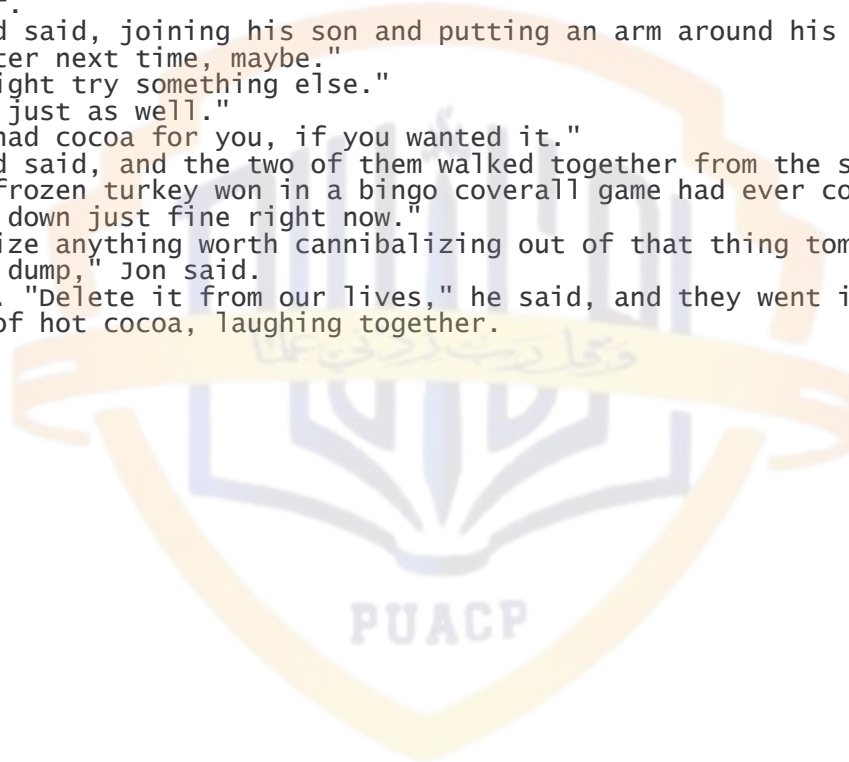 d said, joining his son and putting an arm around his
ter next time, maybe."
ight try something else."
just as well."
had cocoa for you, if you wanted it."
d said, and the two of them walked together from the s
frozen turkey won in a bingo coverall game had ever co
down just fine right now."
ize anything worth cannibalizing out of that thing tom
dump," Jon said.
. "Delete it from our lives," he said, and they went i
of hot cocoa, laughing together.
وقل رب زدني علما
PUACP